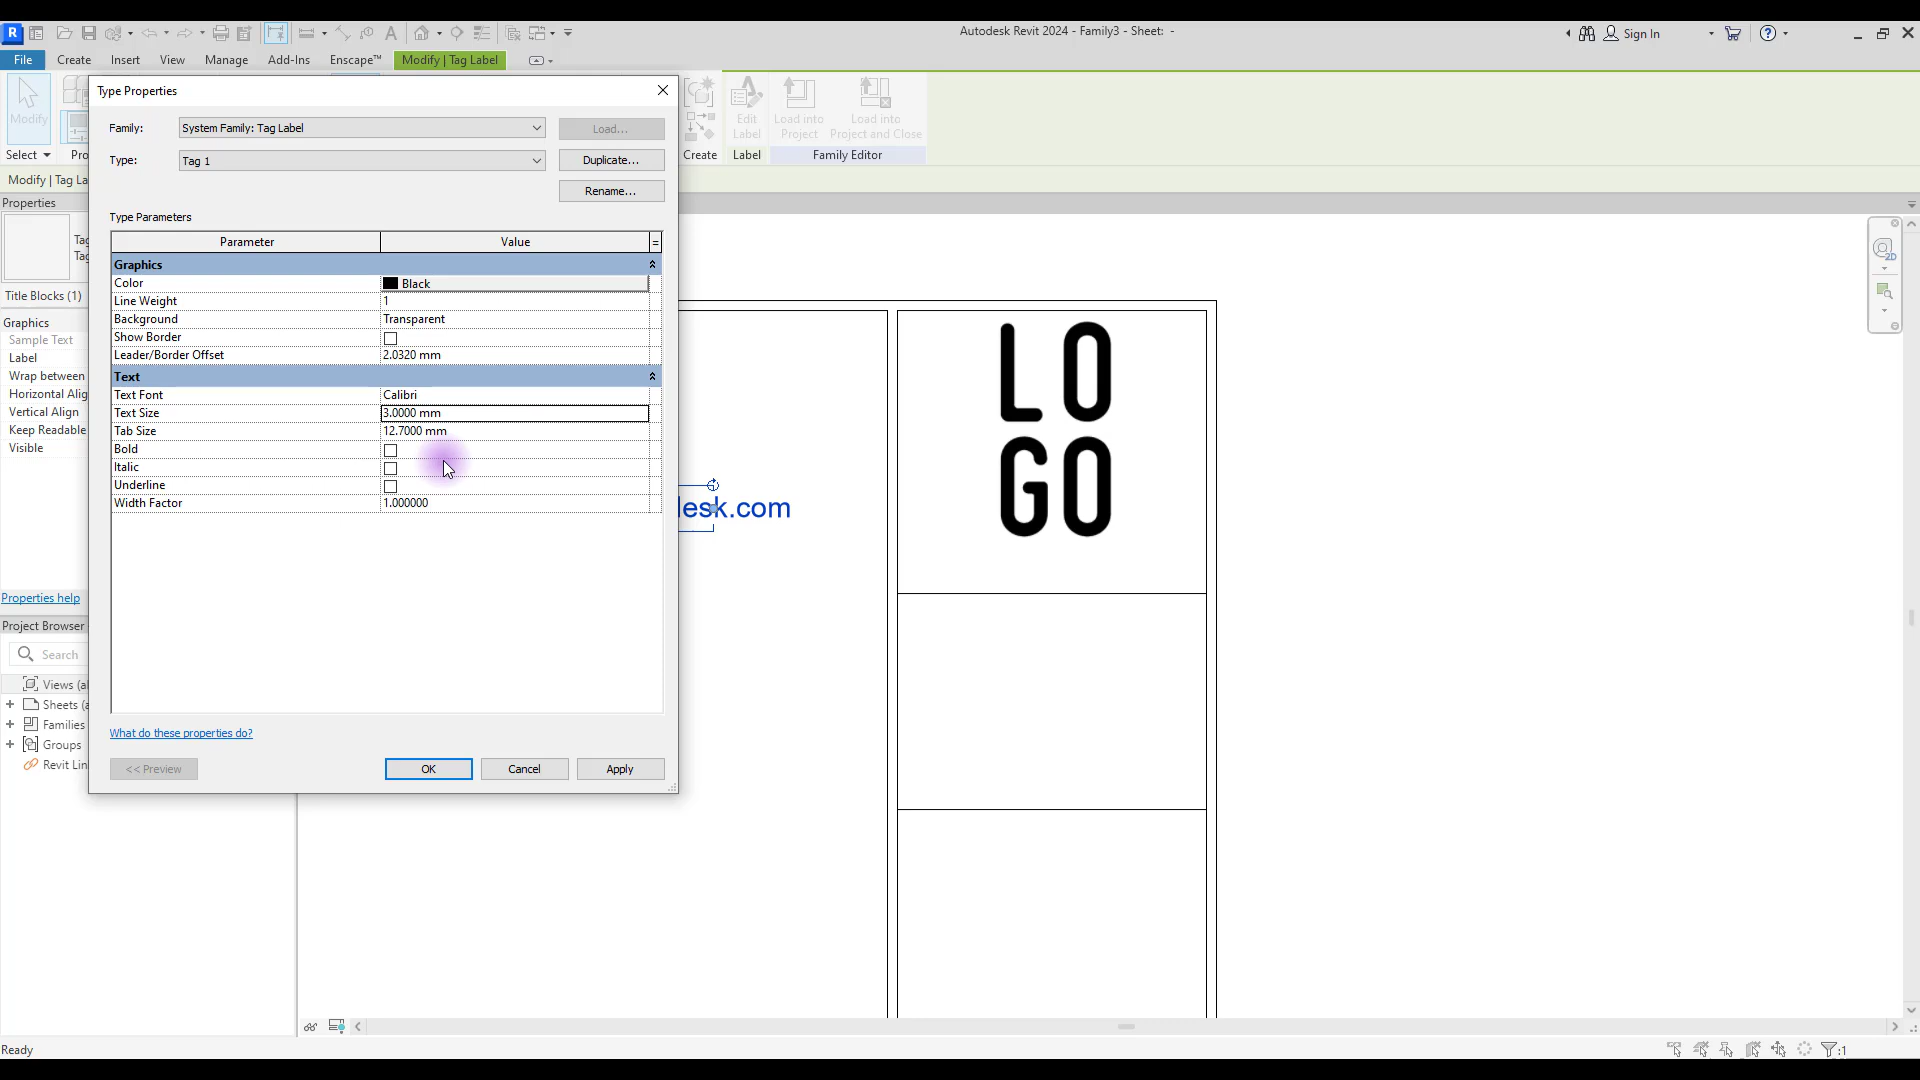 Autodesk Revit 2024 - Family3 - Sheet: -
Sign In
File
Create
Insert
View
Manage
Add-Ins
Enscape™
Modify | Tag Label
Modify
Select
Type Properties
Family:
System Family: Tag Label
Load...
Type:
Tag 1
Duplicate...
Rename...
Type Parameters
Parameter
Value
=
Graphics
Color
Black
Line Weight
1
Background
Transparent
Show Border
Leader/Border Offset
2.0320 mm
Text
Text Font
Calibri
Text Size
3.0000 mm
Tab Size
12.7000 mm
Bold
Italic
Underline
Width Factor
1.000000
What do these properties do?
<< Preview
OK
Cancel
Apply
Create
Edit
Label
Label
Load into
Project
Load into
Project and Close
Family Editor
Modify | Tag La
Properties
Title Blocks (1)
Graphics
Sample Text
Label
Wrap between
Horizontal Alig
Vertical Align
Keep Readable
Visible
Properties help
Project Browser
Search
Views (al
Sheets (a
Families
Groups
Revit Lin
desk.com
LO
GO
2D
Ready
:1